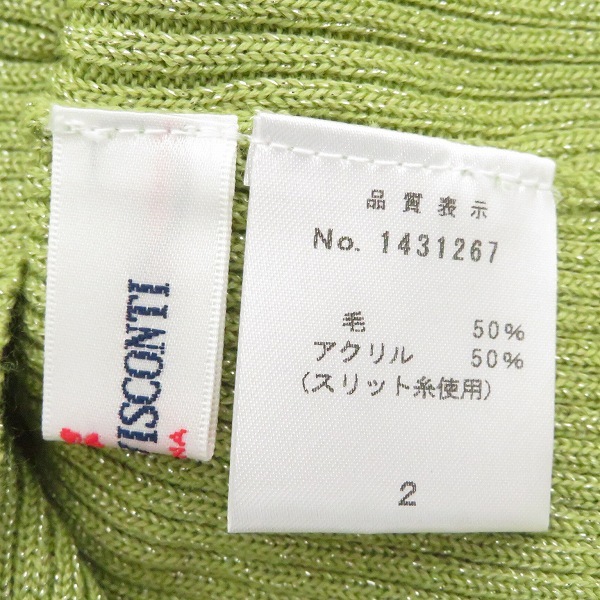 VISCONTI
品質表示
No. 1431267
毛 50%
アクリル 50%
(スリット糸使用)
2